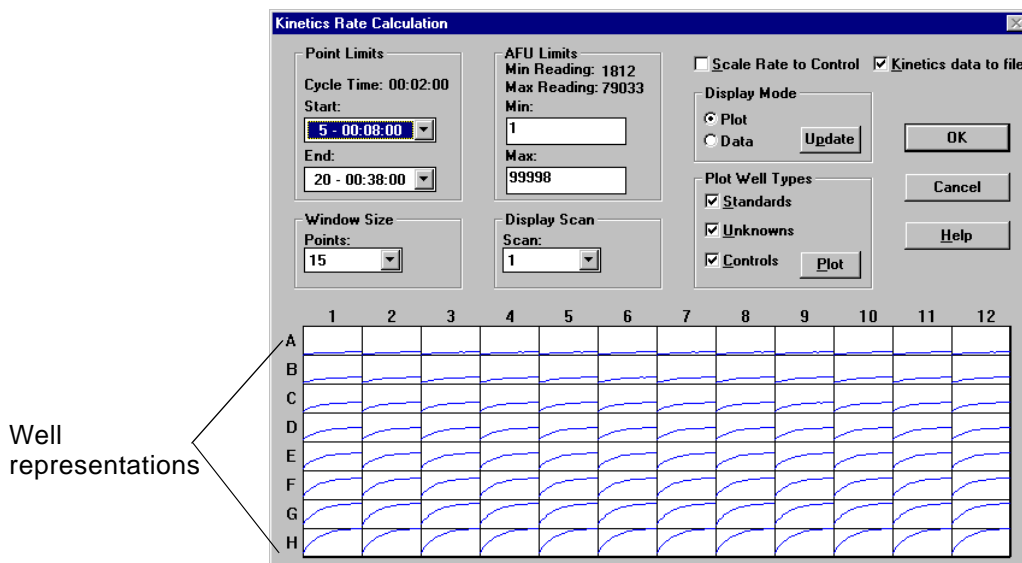 Kinetics Rate Calculation
Point Limits
Cycle Time: 00:02:00
Start:
5 - 00:08:00
End:
20 - 00:38:00
AFU Limits
Min Reading: 1812
Max Reading: 79033
Min:
1
Max:
99998
Scale Rate to Control
Kinetics data to file
Display Mode
Plot
Data
Update
OK
Cancel
Help
Plot Well Types
Standards
Unknowns
Controls
Plot
Window Size
Points:
15
Display Scan
Scan:
1
1 2 3 4 5 6 7 8 9 10 11 12
A
B
C
D
E
F
G
H
Well
representations